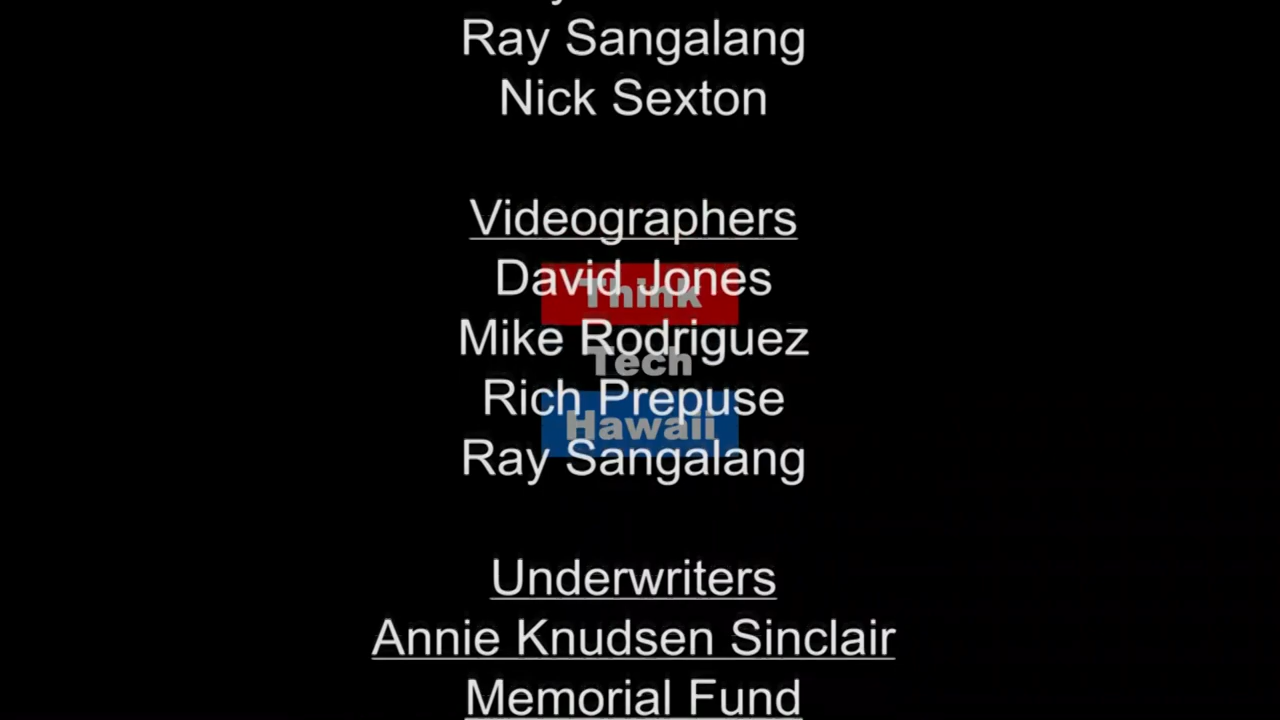 Ray Sangalang
Nick Sexton
Videographers
David Jones
Mike Rodriguez
Rich Prepuse
Ray Sangalang
Think
Tech
Hawaii
Underwriters
Annie Knudsen Sinclair
Memorial Fund